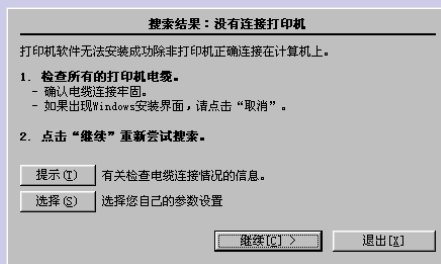 搜索结果：没有连接打印机
打印机软件无法安装成功除非打印机正确连接在计算机上。
1. 检查所有的打印机电缆。
- 确认电缆连接牢固。
- 如果出现Windows安装界面，请点击“取消”。
2. 点击“继续”重新尝试搜索。
提示(T) 有关检查电缆连接情况的信息。
选择(S) 选择您自己的参数设置
继续[C] > 退出[X]